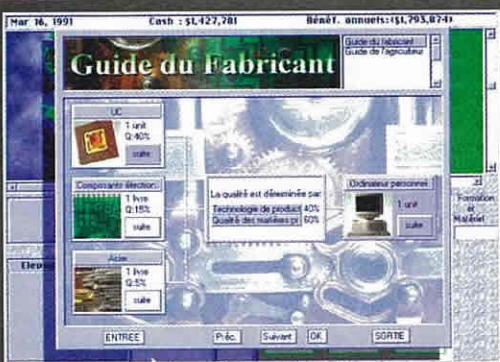 Mar 16, 1991
Cash : $1,427,781
Bénéf. annuels:($1,793,874)
Guide du Fabricant
Guide du fabricant
Guide de l'agriculteur
UC
1 unit
Q:40%
suite
Composants électron
1 livre
Q:15%
suite
Acier
1 livre
Q:5%
suite
La qualité est déterminée par
Technologie de product 40%
Qualité des matières pr 60%
Ordinateur personnel
1 unit
suite
Formation
et
Matériel
Elevag
ENTREE
Préc.
Suivant
OK
SORTIE